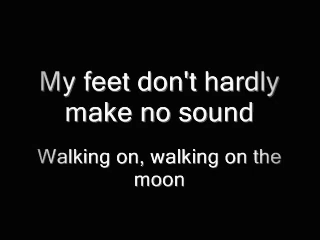 My feet don't hardly
make no sound
Walking on, walking on the
moon